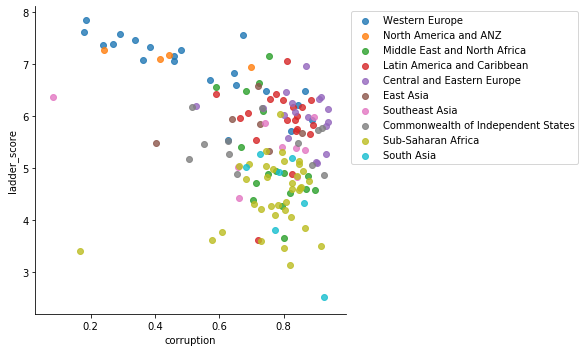 8
7
6
5
4
3
ladder_score
0.2
0.4
0.6
0.8
corruption
Western Europe
North America and ANZ
Middle East and North Africa
Latin America and Caribbean
Central and Eastern Europe
East Asia
Southeast Asia
Commonwealth of Independent States
Sub-Saharan Africa
South Asia